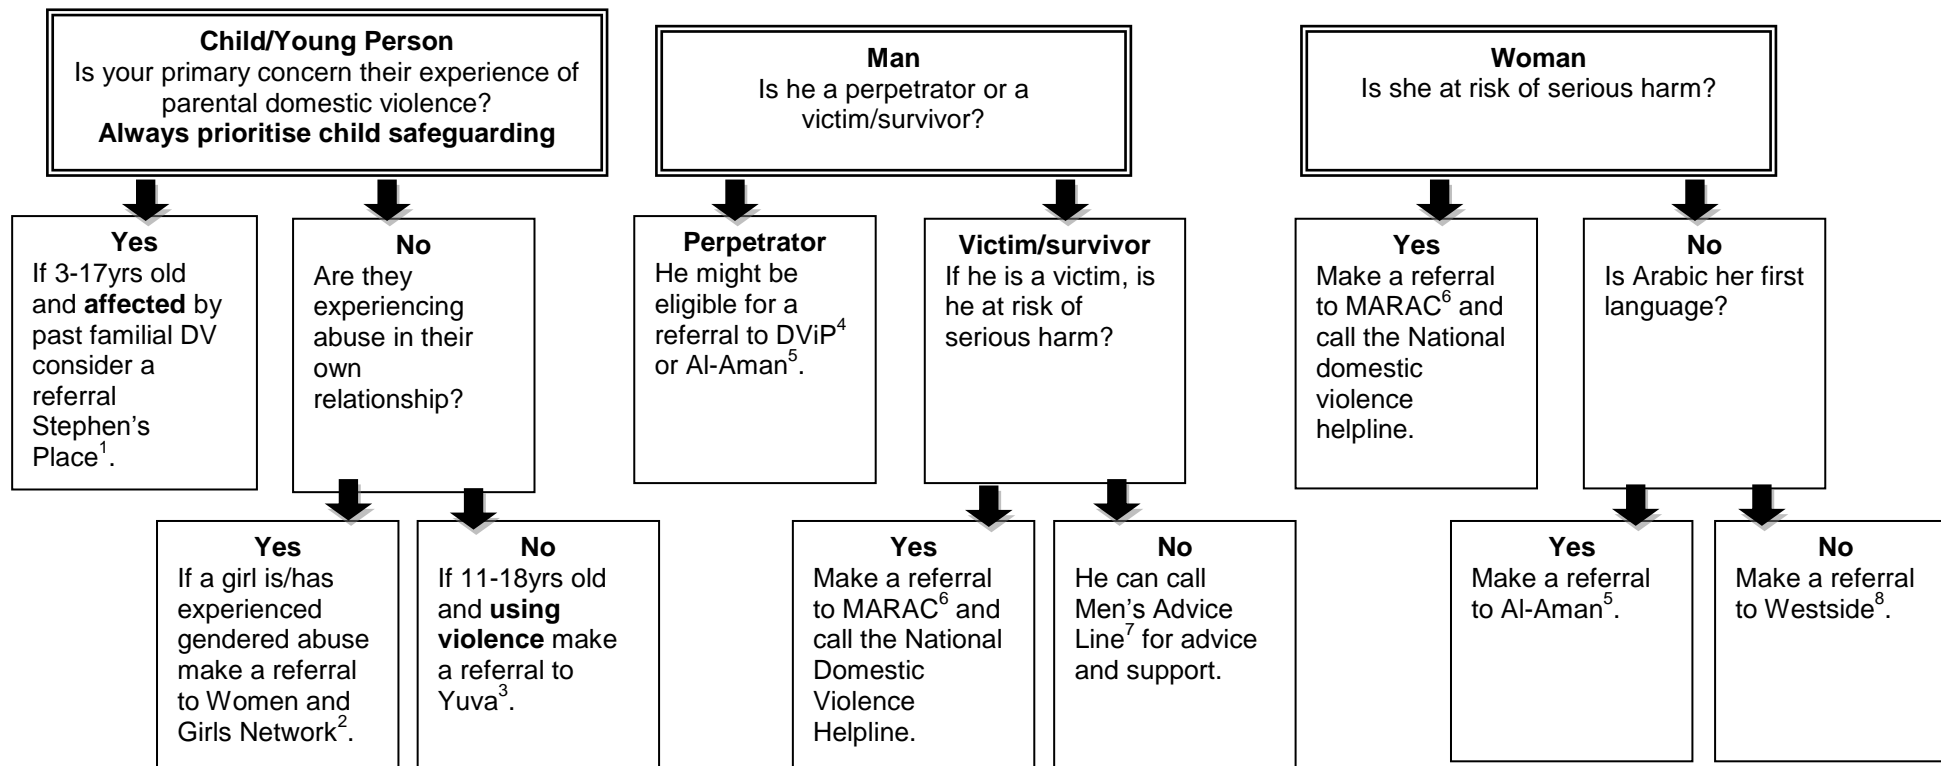 Child/Young Person
Is your primary concern their experience of
parental domestic violence?
Always prioritise child safeguarding
Man
Is he a perpetrator or a
victim/survivor?
Woman
Is she at risk of serious harm?
Yes
If 3-17yrs old
and affected by
past familial DV
consider a
referral
Stephen’s
Place1.
No
Are they
experiencing
abuse in their
own
relationship?
Perpetrator
He might be
eligible for a
referral to DViP4
or Al-Aman5.
Victim/survivor
If he is a victim, is
he at risk of
serious harm?
Yes
Make a referral
to MARAC6 and
call the National
domestic
violence
helpline.
No
Is Arabic her first
language?
Yes
If a girl is/has
experienced
gendered abuse
make a referral
to Women and
Girls Network2.
No
If 11-18yrs old
and using
violence make
a referral to
Yuva3.
Yes
Make a referral
to MARAC6 and
call the National
Domestic
Violence
Helpline.
No
He can call
Men’s Advice
Line7 for advice
and support.
Yes
Make a referral
to Al-Aman5.
No
Make a referral
to Westside8.